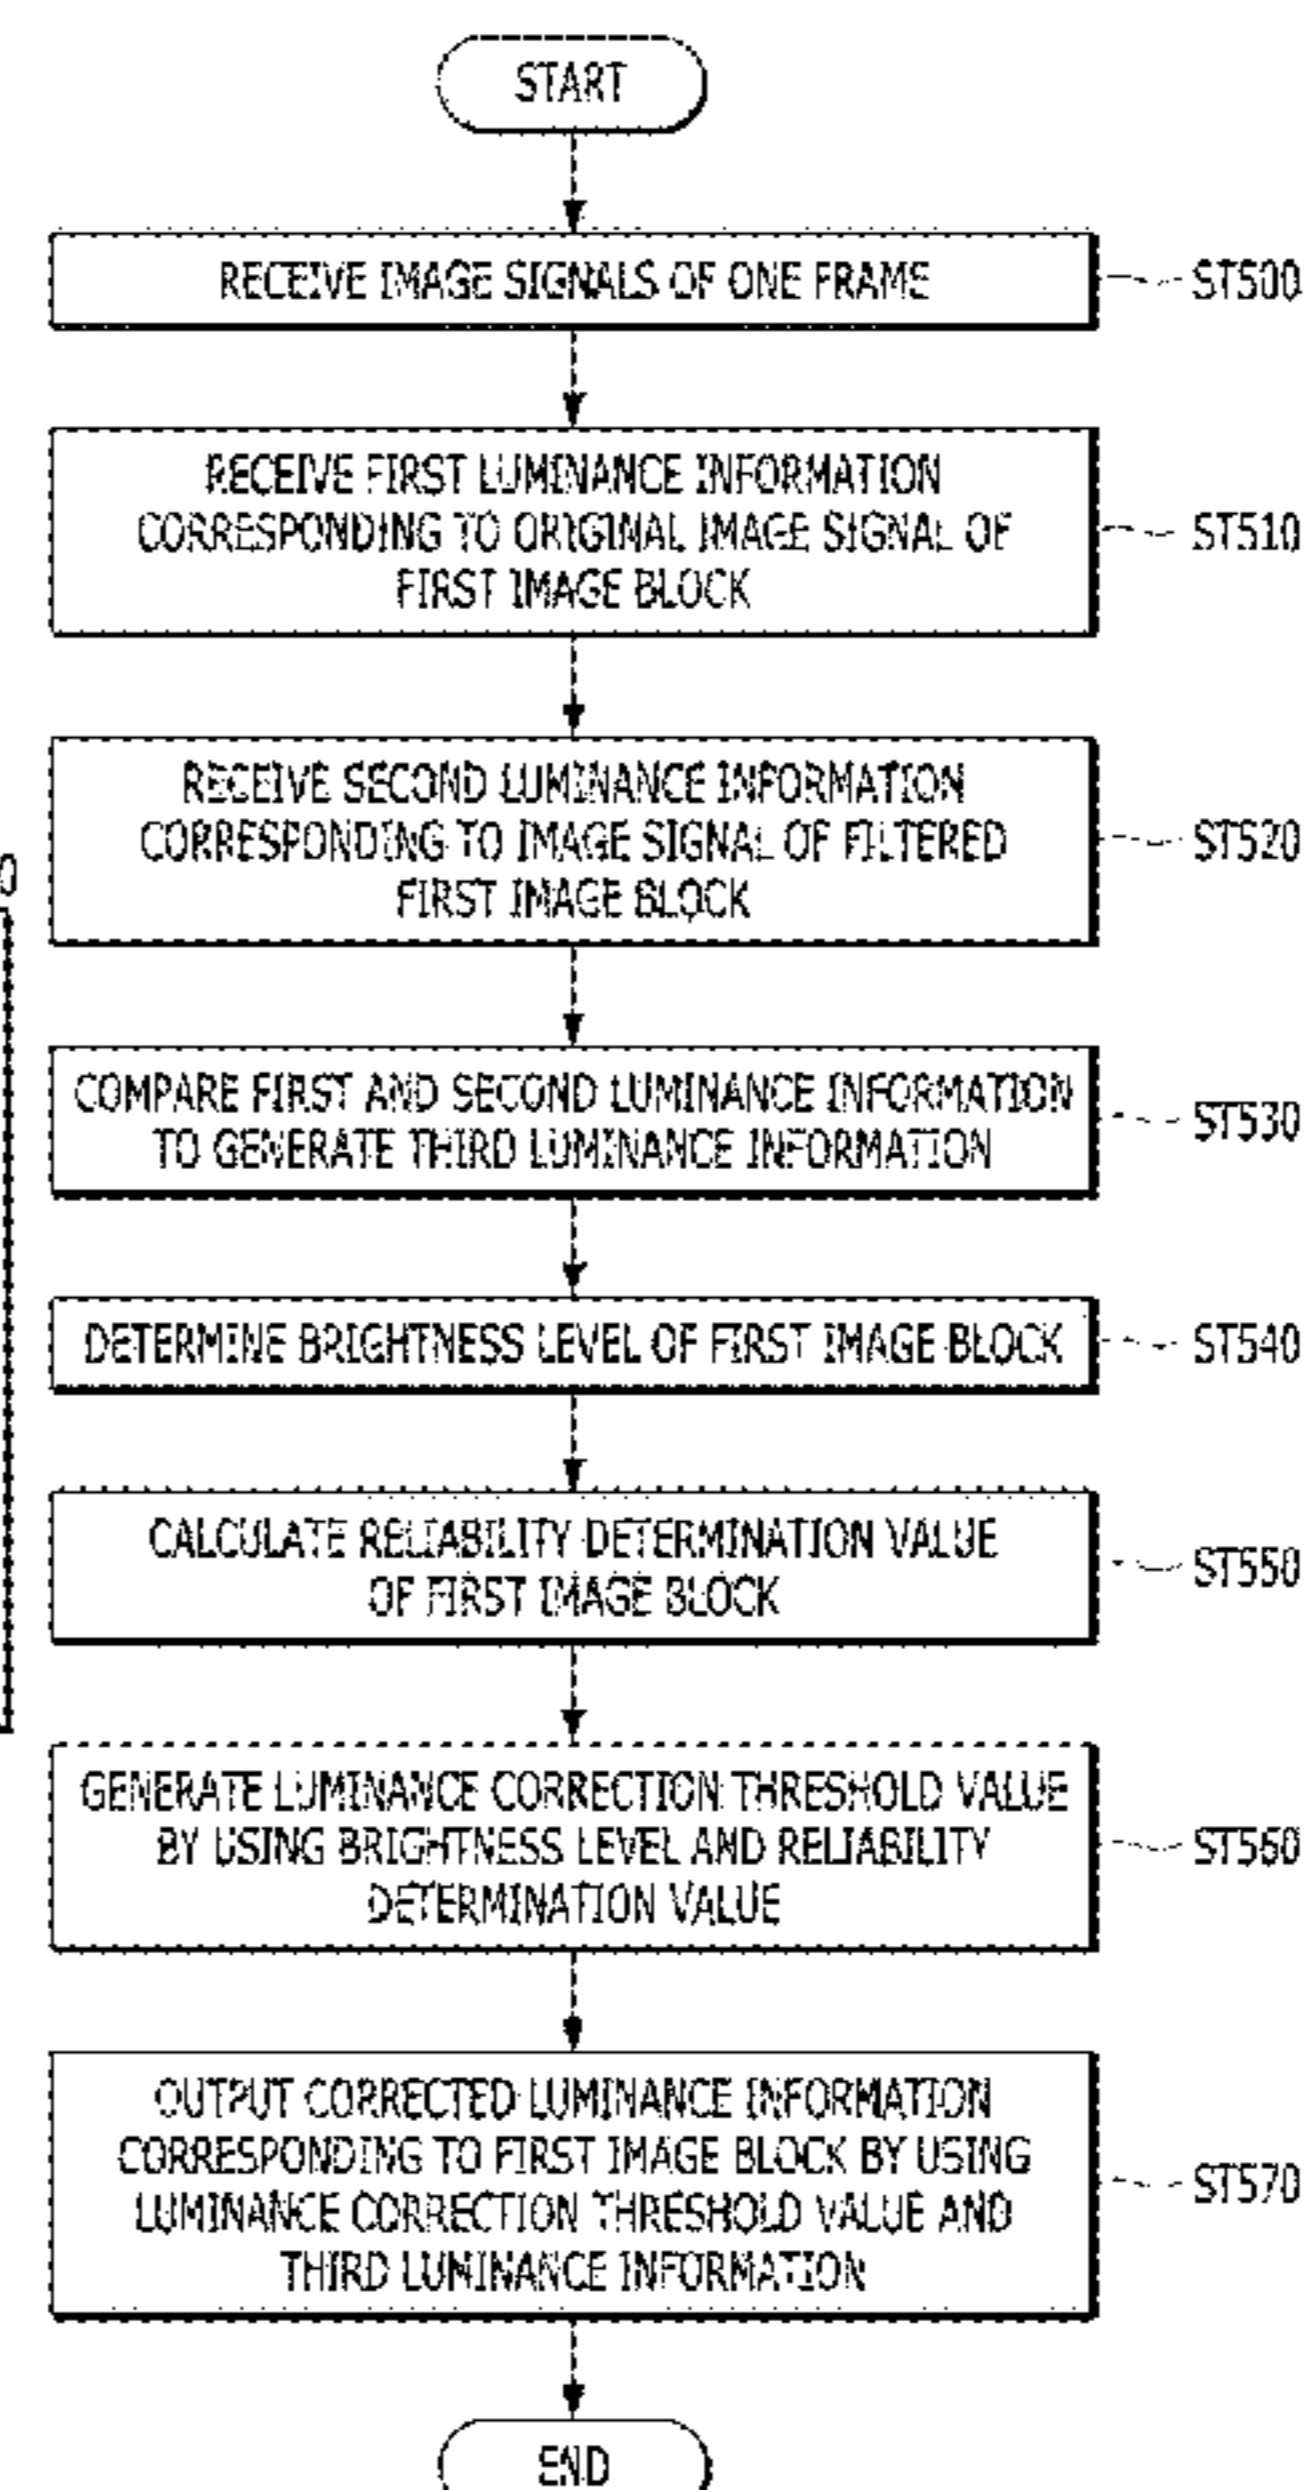 START
RECEIVE IMAGE SIGNALS OF ONE FRAME
ST500
RECEIVE FIRST LUMINANCE INFORMATION
CORRESPONDING TO ORIGINAL IMAGE SIGNAL OF
FIRST IMAGE BLOCK
ST510
RECEIVE SECOND LUMINANCE INFORMATION
CORRESPONDING TO IMAGE SIGNAL OF FILTERED
FIRST IMAGE BLOCK
ST520
0
COMPARE FIRST AND SECOND LUMINANCE INFORMATION
TO GENERATE THIRD LUMINANCE INFORMATION
ST530
DETERMINE BRIGHTNESS LEVEL OF FIRST IMAGE BLOCK
ST540
CALCULATE RELIABILITY DETERMINATION VALUE
OF FIRST IMAGE BLOCK
ST550
GENERATE LUMINANCE CORRECTION THRESHOLD VALUE
BY USING BRIGHTNESS LEVEL AND RELIABILITY
DETERMINATION VALUE
ST560
OUTPUT CORRECTED LUMINANCE INFORMATION
CORRESPONDING TO FIRST IMAGE BLOCK BY USING
LUMINANCE CORRECTION THRESHOLD VALUE AND
THIRD LUMINANCE INFORMATION
ST570
END